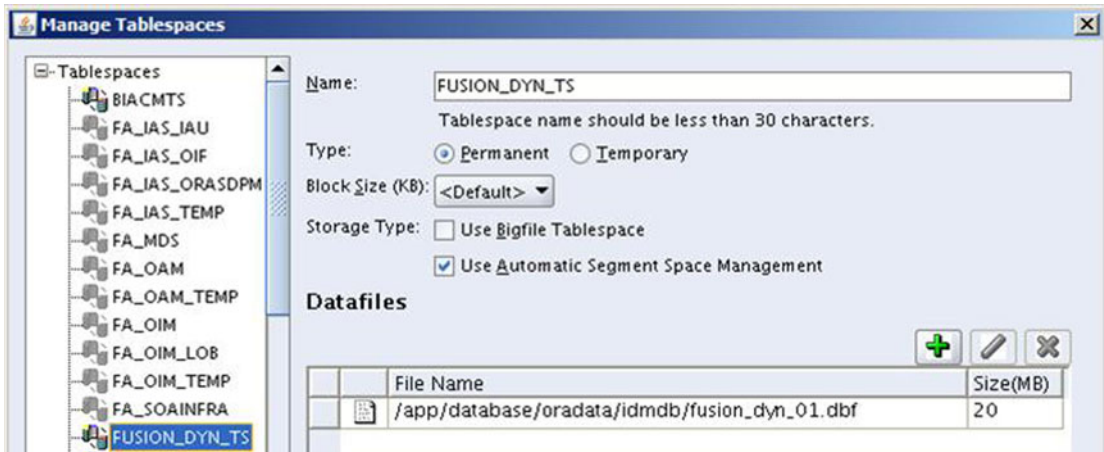 Manage Tablespaces
Tablespaces
BIACMTS
FA_IAS_IAU
FA_IAS_OIF
FA_IAS_ORASDPM
FA_IAS_TEMP
FA_MDS
FA_OAM
FA_OAM_TEMP
FA_OIM
FA_OIM_LOB
FA_OIM_TEMP
FA_SOAINFRA
FUSION_DYN_TS
Name: FUSION_DYN_TS
Tablespace name should be less than 30 characters.
Type: Permanent Temporary
Block Size (KB): <Default>
Storage Type: Use Bigfile Tablespace
Use Automatic Segment Space Management
Datafiles
File Name Size(MB)
/app/database/oradata/idmdb/fusion_dyn_01.dbf 20